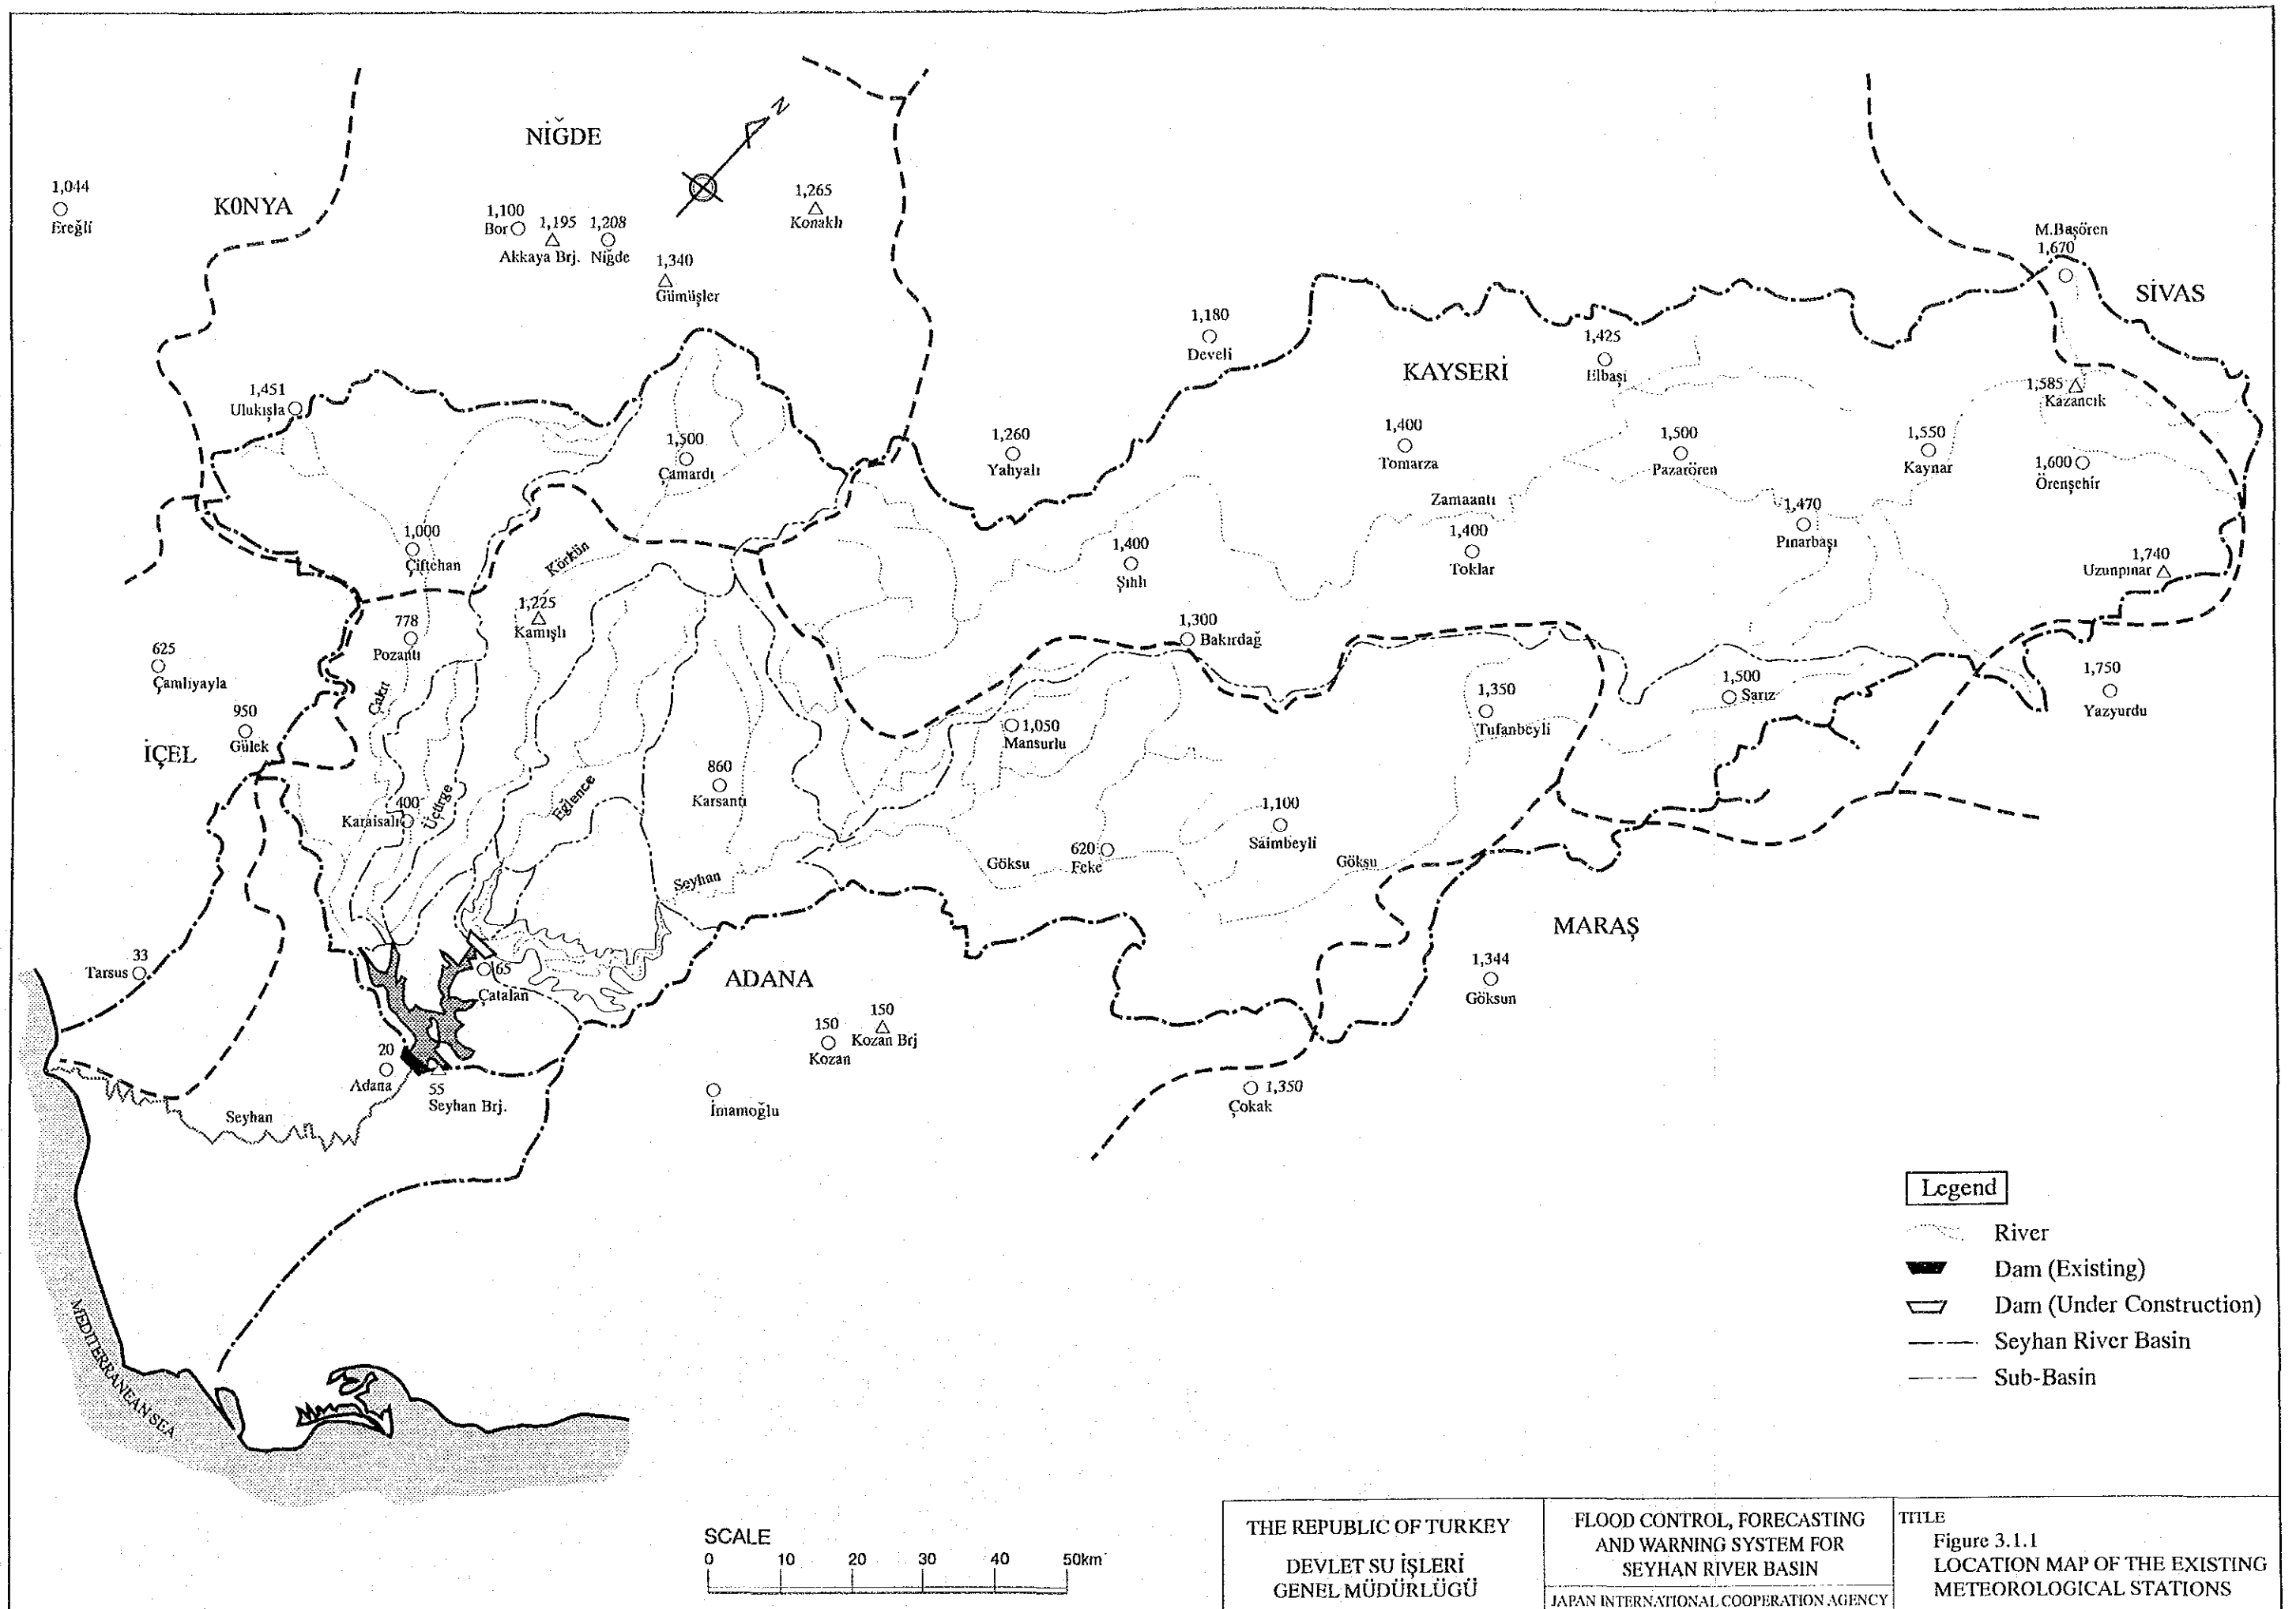 N
NİĞDE
1,044
Ereğli
KONYA
1,100
Bor
1,195
Akkaya Brj.
1,208
Niğde
1,265
Konaklı
1,340
Gümüşler
M.Başören
1,670
SİVAS
1,180
Develi
KAYSERİ
1,425
Elbaşi
1,585
Kazancık
1,451
Ulukışla
1,500
Çamardı
1,260
Yahyalı
1,400
Tomarza
1,500
Pazarören
1,550
Kaynar
1,600
Örenşehir
Zamaantı
1,470
Pınarbaşı
1,000
Çiftehan
Körkün
1,400
Şıhlı
1,400
Toklar
1,740
Uzunpınar
1,225
Kamışlı
778
Pozantı
1,300
Bakırdağ
625
Çamlıyayla
Çakıt
1,350
Tufanbeyli
1,500
Sarız
1,750
Yazyurdu
950
Gülek
İÇEL
1,050
Mansurlu
860
Karsantı
400
Karaisalı
Üçürge
Eğlence
1,100
Saimbeyli
620
Feke
Göksu
Göksu
Seyhan
MARAŞ
33
Tarsus
65
Çatalan
ADANA
1,344
Göksun
150
Kozan
150
Kozan Brj
20
Adana
55
Seyhan Brj.
İmamoğlu
1,350
Çokak
Seyhan
MEDITERRANEAN SEA
Legend
River
Dam (Existing)
Dam (Under Construction)
Seyhan River Basin
Sub-Basin
SCALE
0 10 20 30 40 50km
THE REPUBLIC OF TURKEY
DEVLET SU İŞLERİ
GENEL MÜDÜRLÜĞÜ
FLOOD CONTROL, FORECASTING
AND WARNING SYSTEM FOR
SEYHAN RIVER BASIN
JAPAN INTERNATIONAL COOPERATION AGENCY
TITLE
Figure 3.1.1
LOCATION MAP OF THE EXISTING
METEOROLOGICAL STATIONS